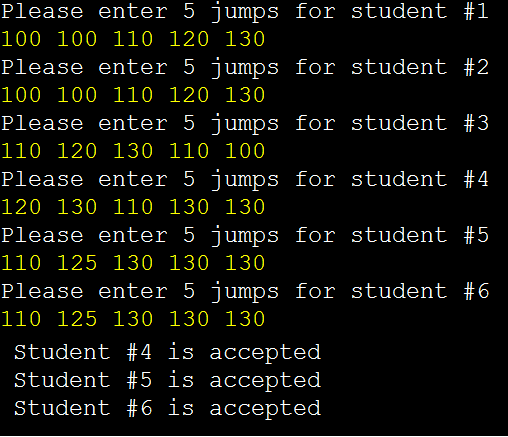 Please enter 5 jumps for student #1
100 100 110 120 130
Please enter 5 jumps for student #2
100 100 110 120 130
Please enter 5 jumps for student #3
110 120 130 110 100
Please enter 5 jumps for student #4
120 130 110 130 130
Please enter 5 jumps for student #5
110 125 130 130 130
Please enter 5 jumps for student #6
110 125 130 130 130
Student #4 is accepted
Student #5 is accepted
Student #6 is accepted